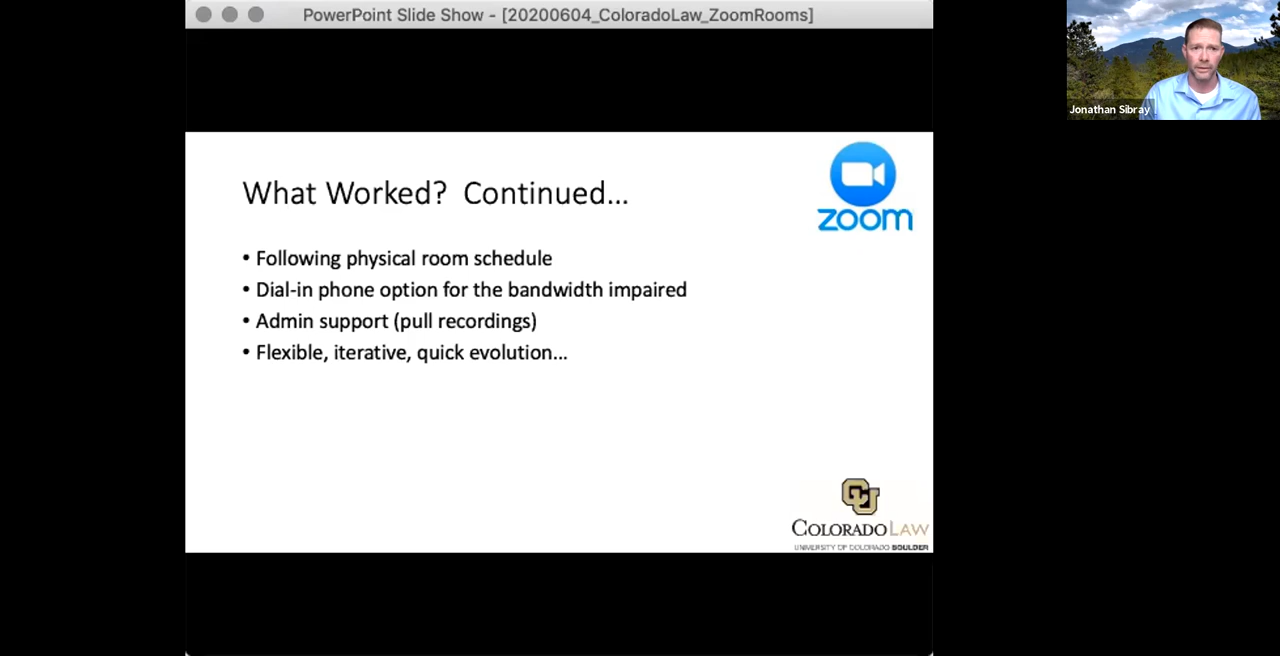 PowerPoint Slide Show - [20200604_ColoradoLaw_ZoomRooms]
Jonathan Sibray
zoom
What Worked?  Continued...
• Following physical room schedule
• Dial-in phone option for the bandwidth impaired
• Admin support (pull recordings)
• Flexible, iterative, quick evolution...
CU
COLORADO LAW
UNIVERSITY OF COLORADO BOULDER